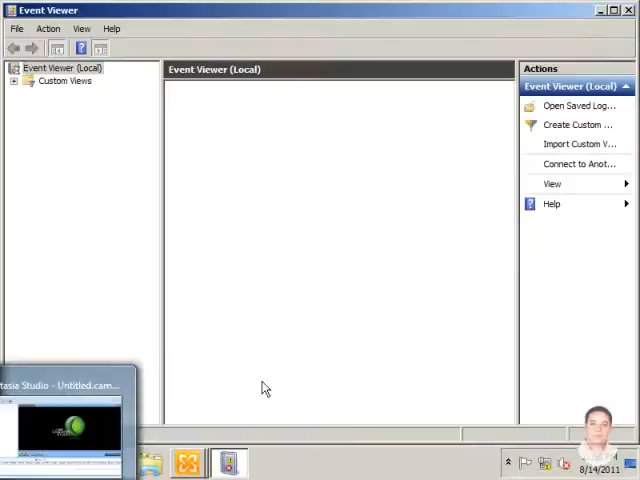 Event Viewer
File Action View Help
Event Viewer (Local)
Custom Views
Event Viewer (Local)
Actions
Event Viewer (Local)
Open Saved Log...
Create Custom ...
Import Custom V...
Connect to Anot...
View
Help
tasia Studio - Untitled.cam...
8/14/2011